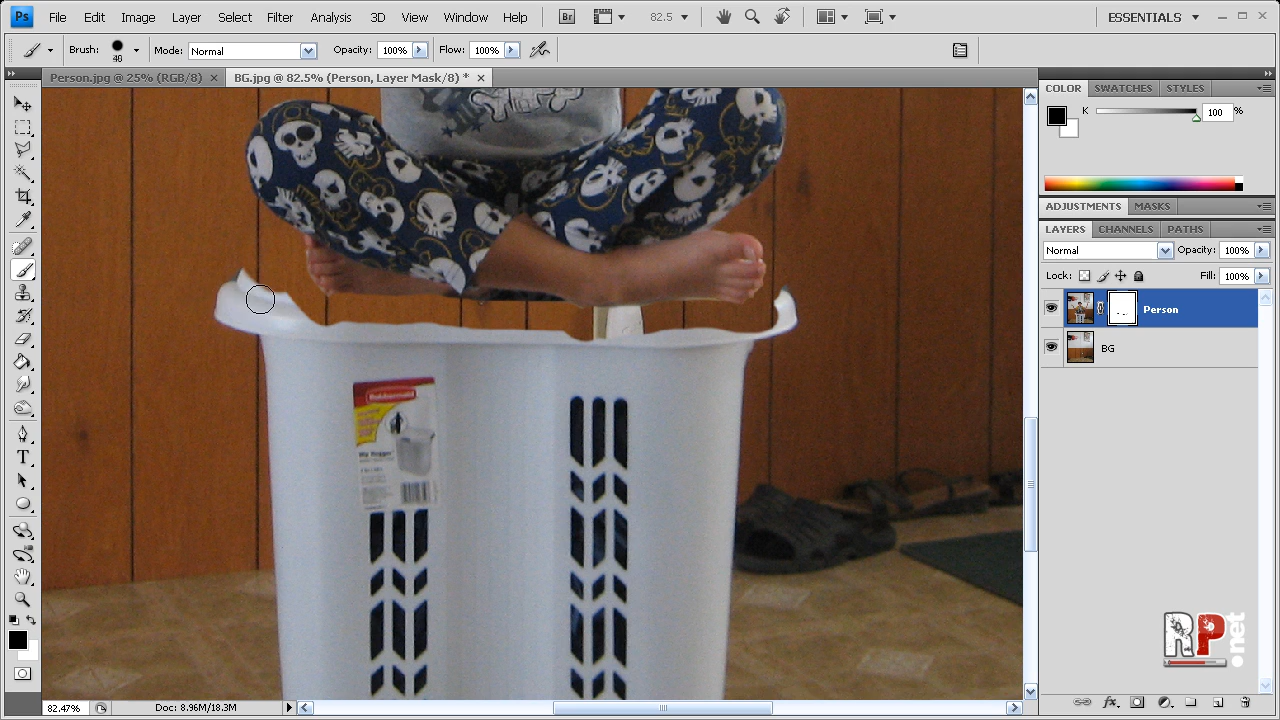 Ps File Edit Image Layer Select Filter Analysis 3D View Window Help Br 82.5 ESSENTIALS
Brush: 40 Mode: Normal Opacity: 100% Flow: 100%
Person.jpg @ 25% (RGB/8) BG.jpg @ 82.5% (Person, Layer Mask/8) *
COLOR SWATCHES STYLES
K 100 %
ADJUSTMENTS MASKS
LAYERS CHANNELS PATHS
Normal Opacity: 100%
Lock: Fill: 100%
Person
BG
Rubbermaid
T
RP.net
fx
82.47% Doc: 8.96M/18.3M